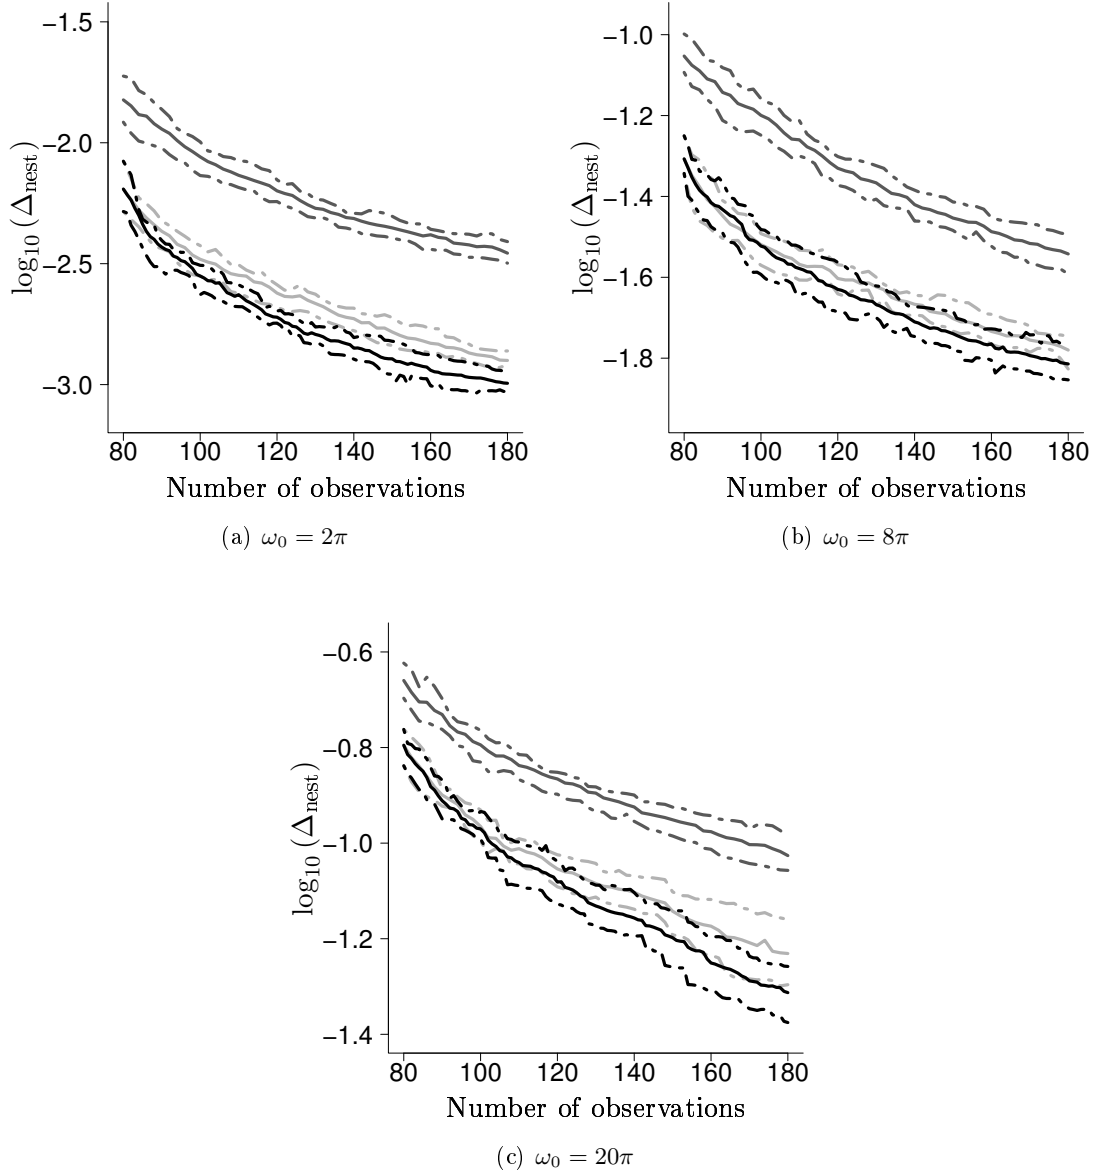 −1.5
−2.0
−2.5
−3.0
log10 (Δnest)
80 100 120 140 160 180
Number of observations
(a) ω0 = 2π
−1.0
−1.2
−1.4
−1.6
−1.8
log10 (Δnest)
80 100 120 140 160 180
Number of observations
(b) ω0 = 8π
−0.6
−0.8
−1.0
−1.2
−1.4
log10 (Δnest)
80 100 120 140 160 180
Number of observations
(c) ω0 = 20π